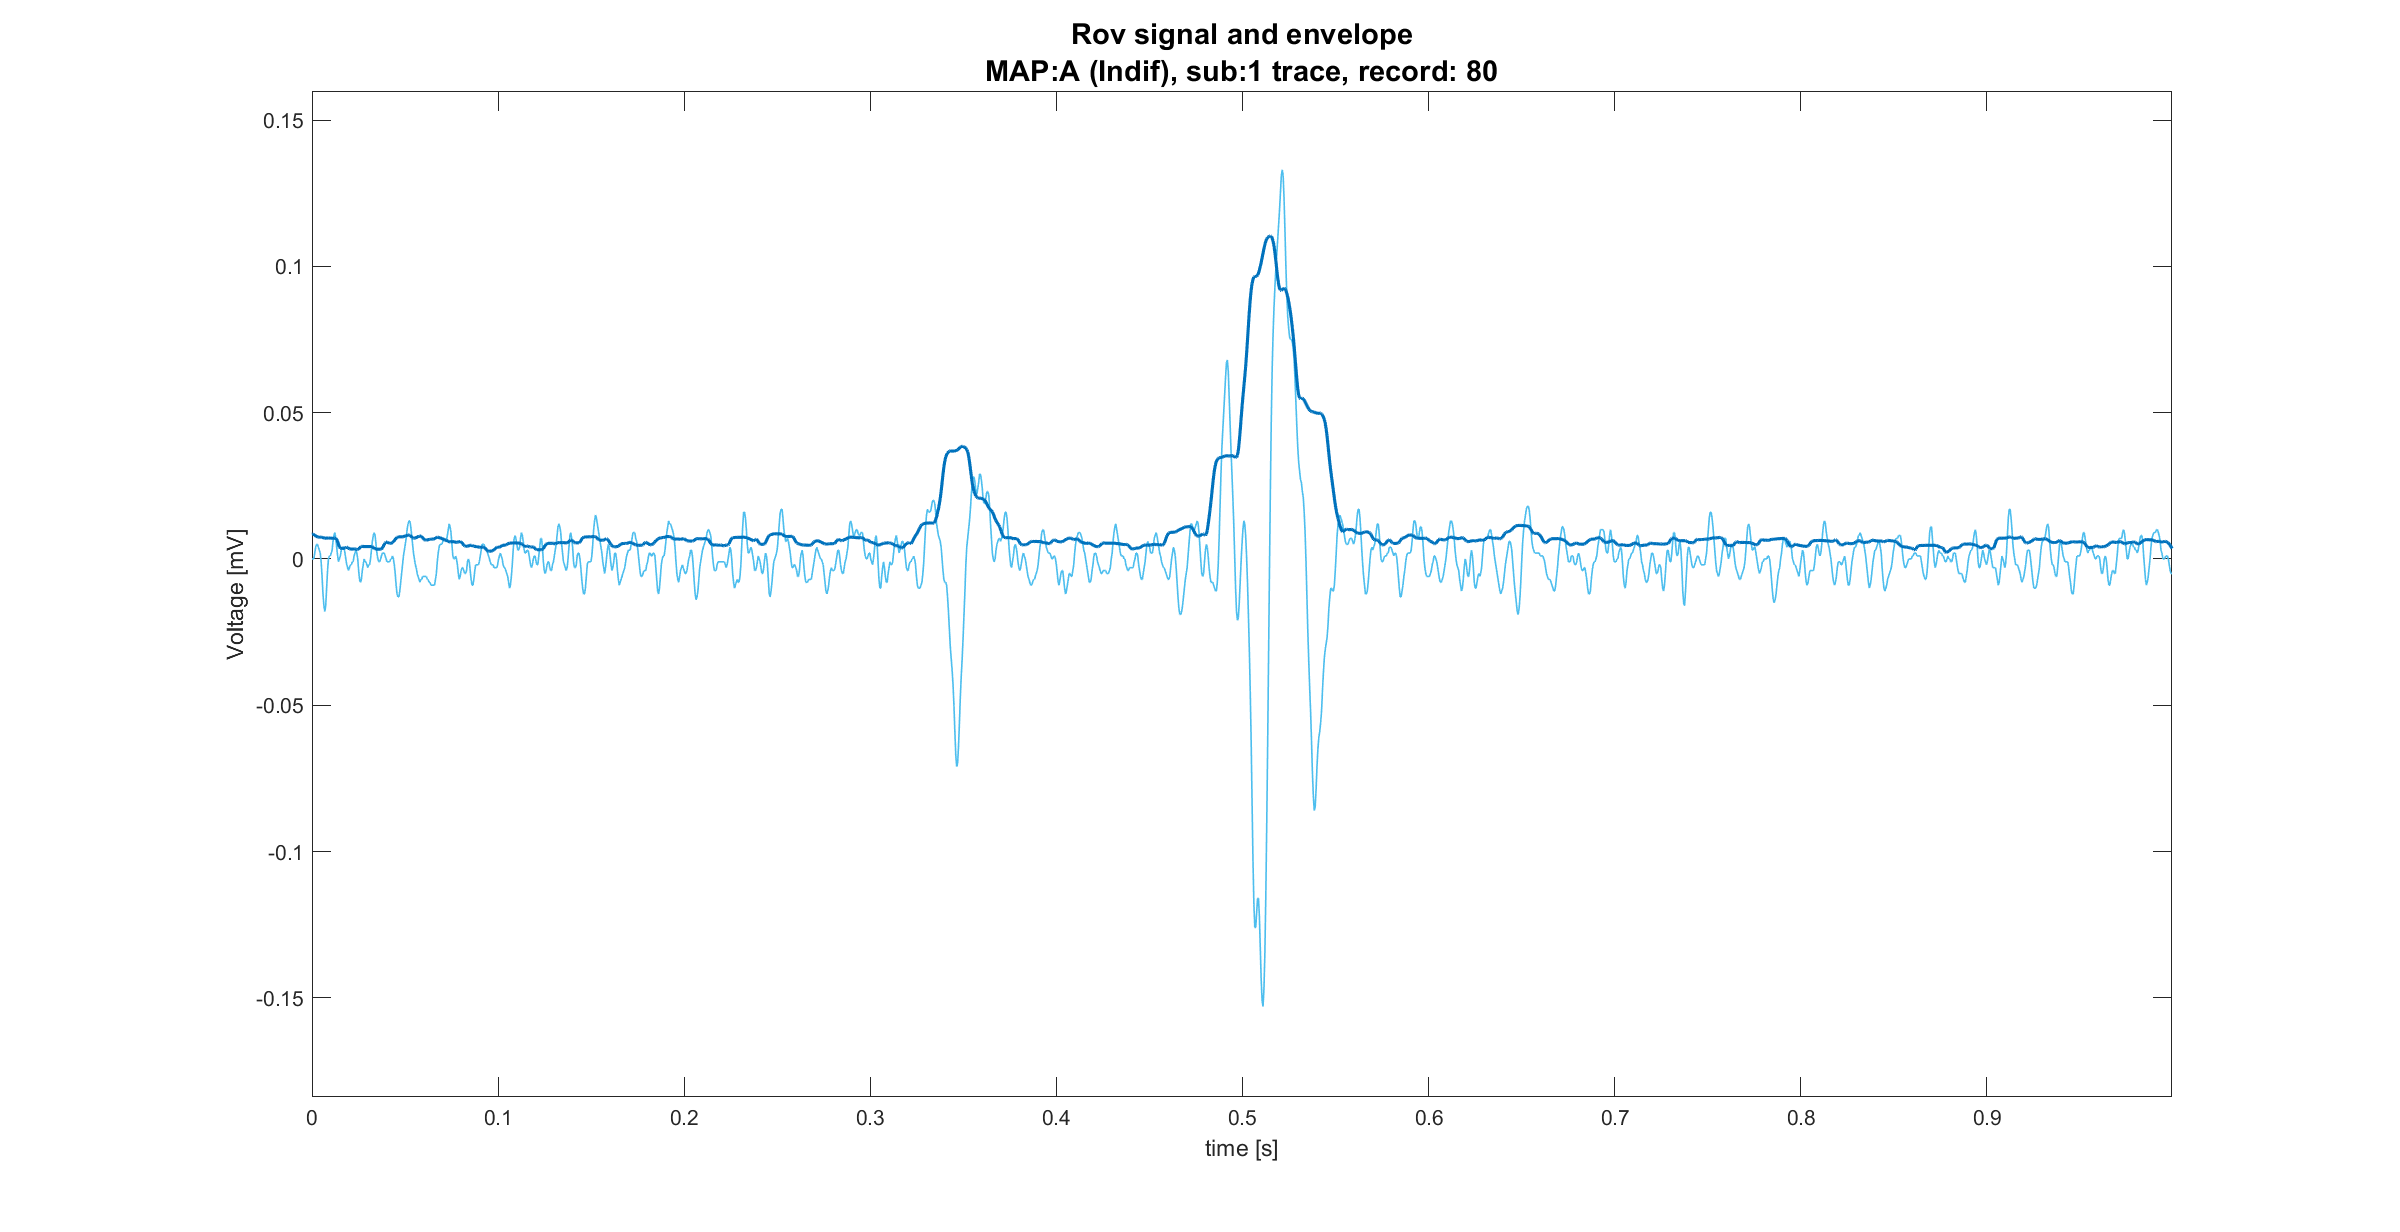 Rov signal and envelope
MAP:A (Indif), sub:1 trace, record: 80
0.15
0.1
0.05
0
-0.05
-0.1
-0.15
Voltage [mV]
0 0.1 0.2 0.3 0.4 0.5 0.6 0.7 0.8 0.9
time [s]